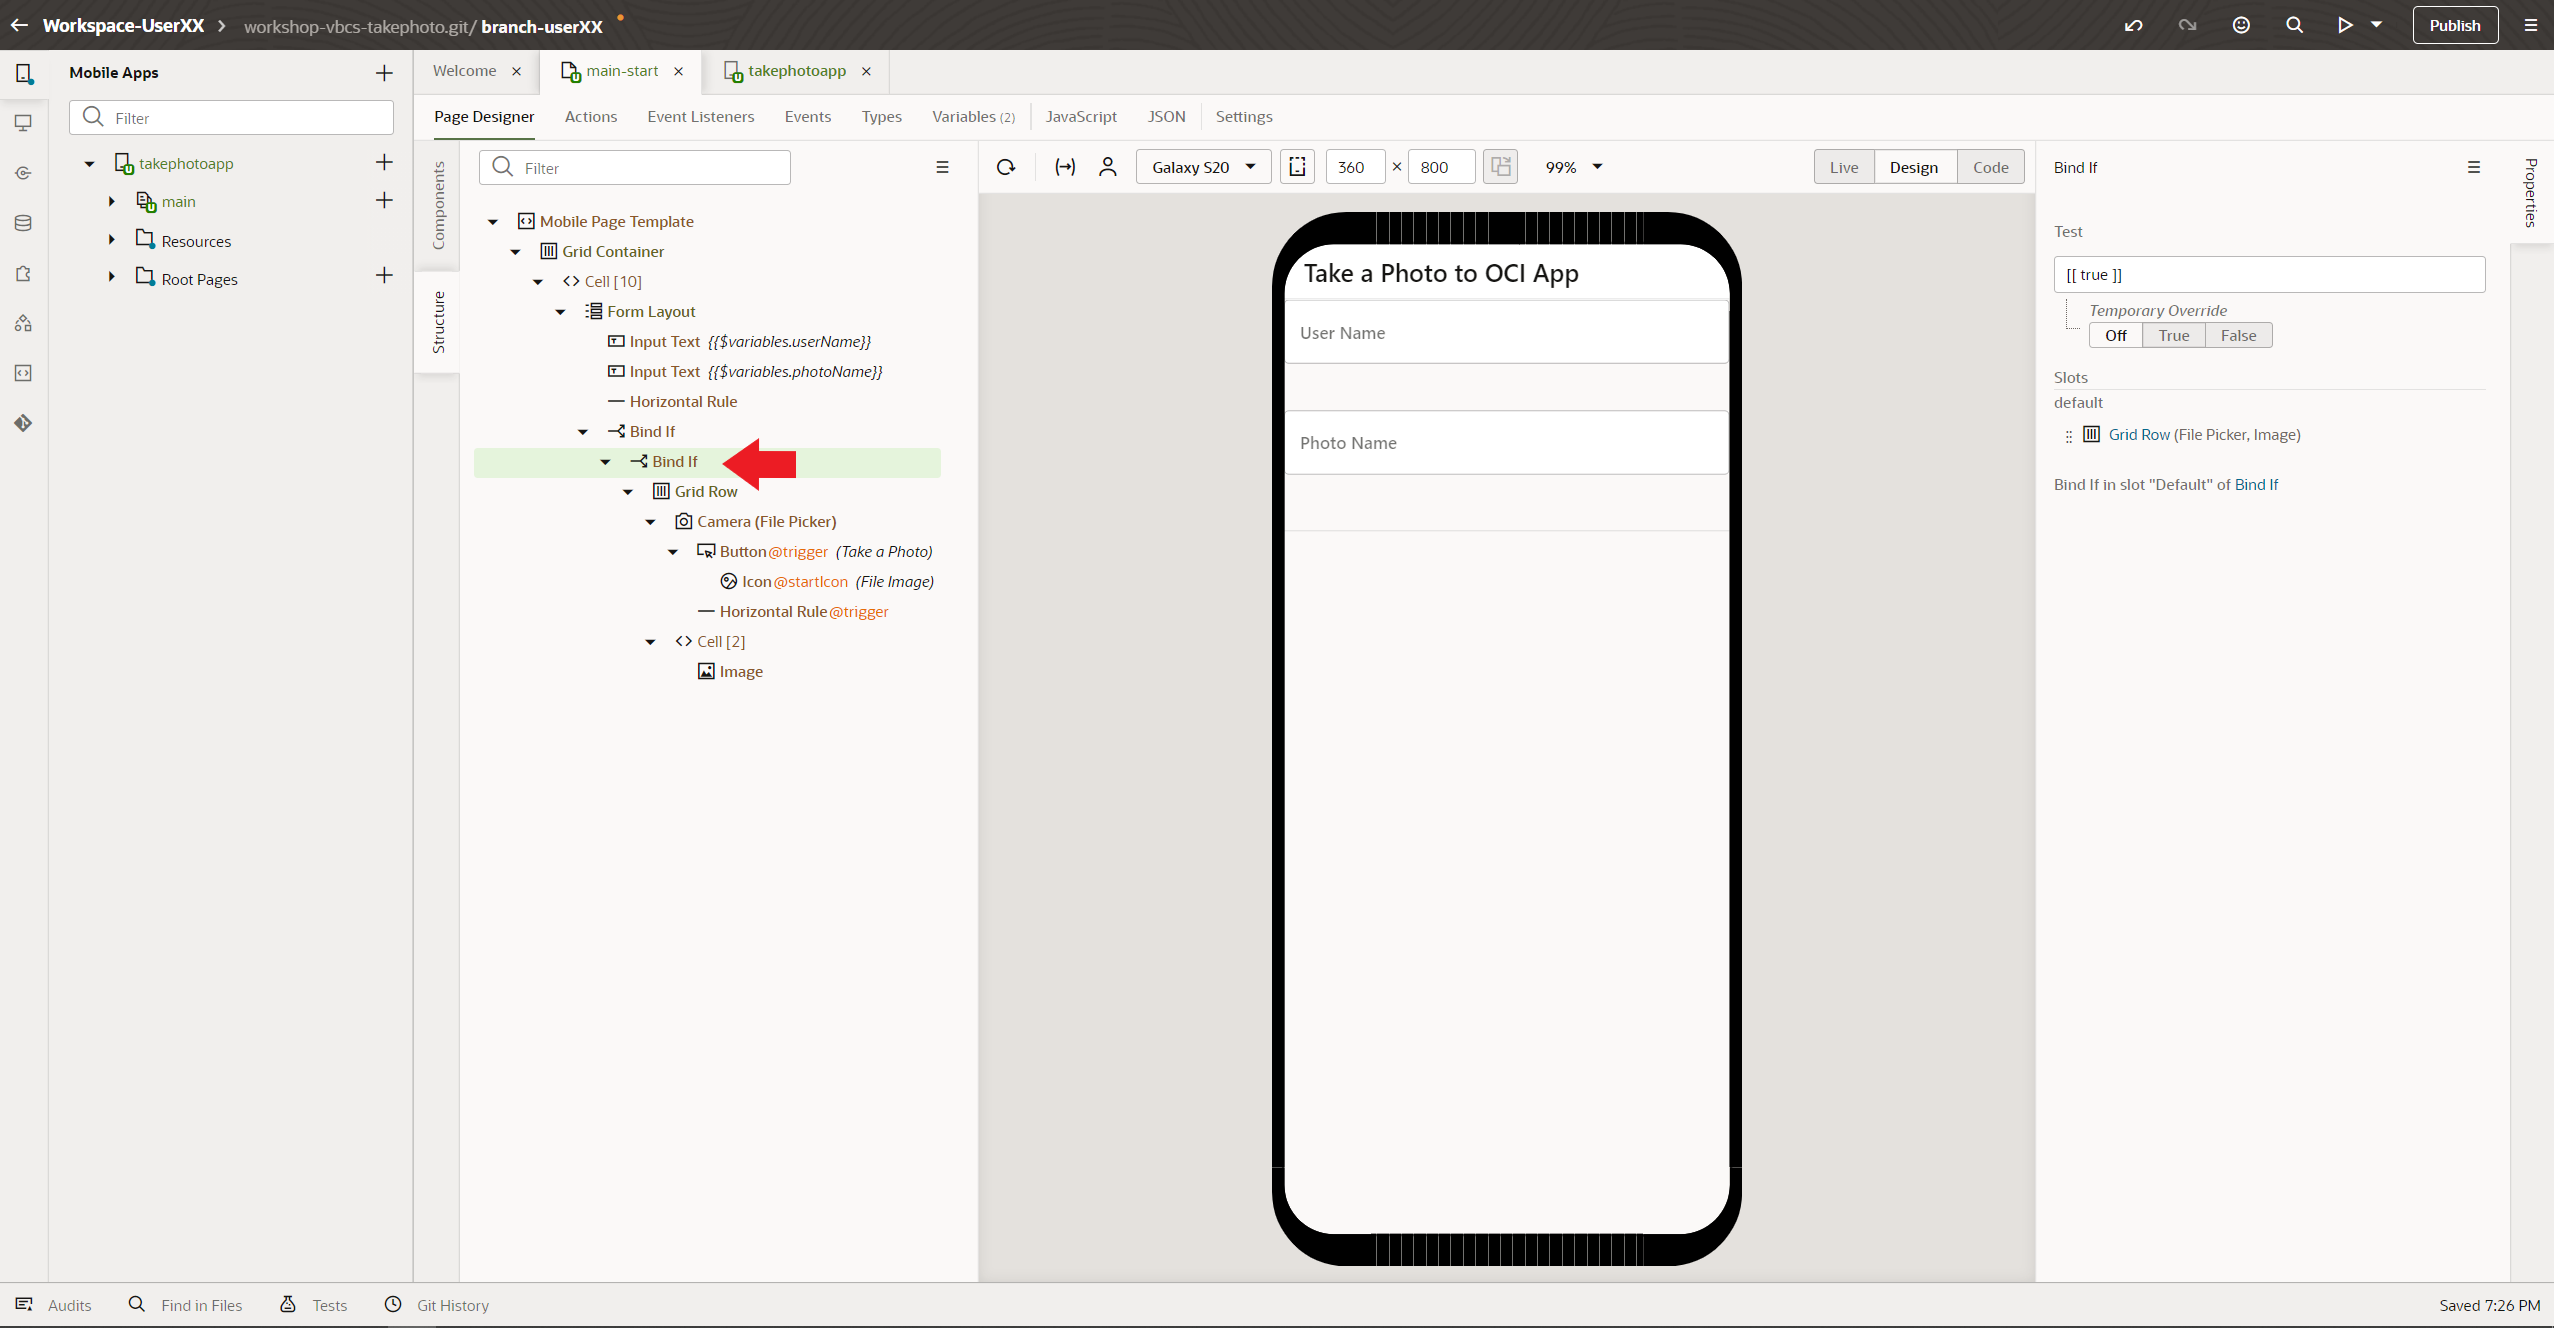 Workspace-UserXX > workshop-vbcs-takephoto.git/ branch-userXX
Publish
Mobile Apps
Filter
takephotoapp
main
Resources
Root Pages
Welcome
main-start
takephotoapp
Page Designer
Actions
Event Listeners
Events
Types
Variables (2)
JavaScript
JSON
Settings
Components
Structure
Filter
Mobile Page Template
Grid Container
Cell [10]
Form Layout
Input Text {{$variables.userName}}
Input Text {{$variables.photoName}}
Horizontal Rule
Bind If
Bind If
Grid Row
Camera (File Picker)
Button@trigger (Take a Photo)
Icon@startIcon (File Image)
Horizontal Rule@trigger
Cell [2]
Image
Galaxy S20
360 × 800
99%
Live
Design
Code
Take a Photo to OCI App
User Name
Photo Name
Bind If
Properties
Test
[[ true ]]
Temporary Override
Off
True
False
Slots
default
Grid Row (File Picker, Image)
Bind If in slot "Default" of Bind If
Audits
Find in Files
Tests
Git History
Saved 7:26 PM